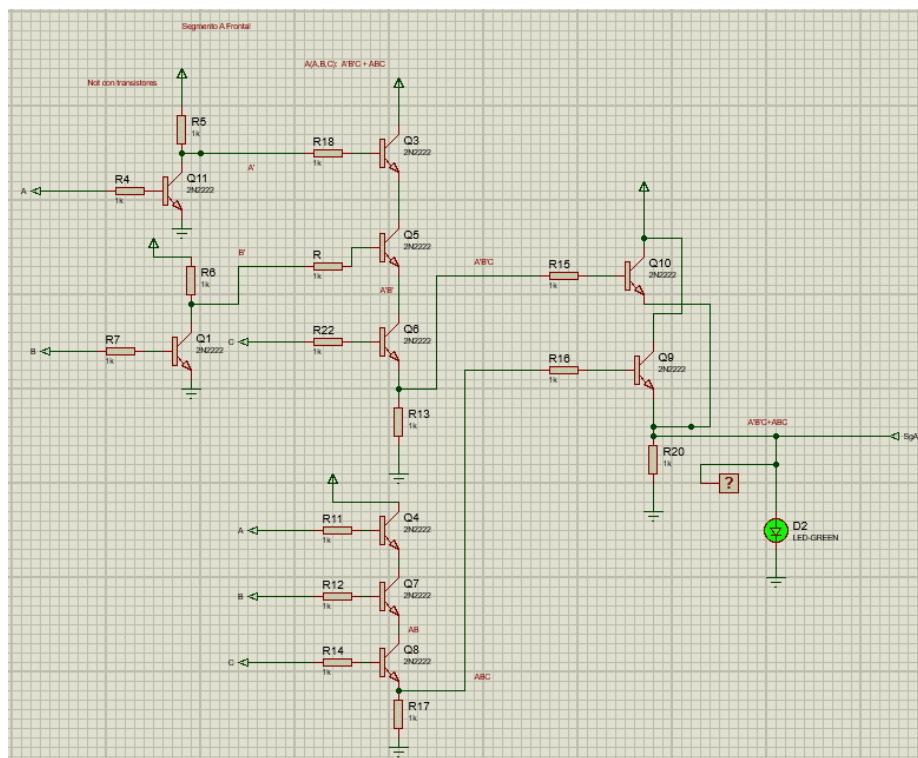 Segmento A Frontal
A(A,B,C): A'B'C + ABC
Not con transistores
R5
1k
R18
1k
Q3
2N2222
A'
R4
1k
A
Q11
2N2222
Q5
2N2222
B'
R
1k
R6
1k
A'B'
A'B'C
R15
1k
Q10
2N2222
R7
1k
B
Q1
2N2222
C
R22
1k
Q6
2N2222
R16
1k
Q9
2N2222
R13
1k
A'B'C+ABC
SgA
R20
1k
?
D2
LED-GREEN
A
R11
1k
Q4
2N2222
B
R12
1k
Q7
2N2222
AB
C
R14
1k
Q8
2N2222
ABC
R17
1k